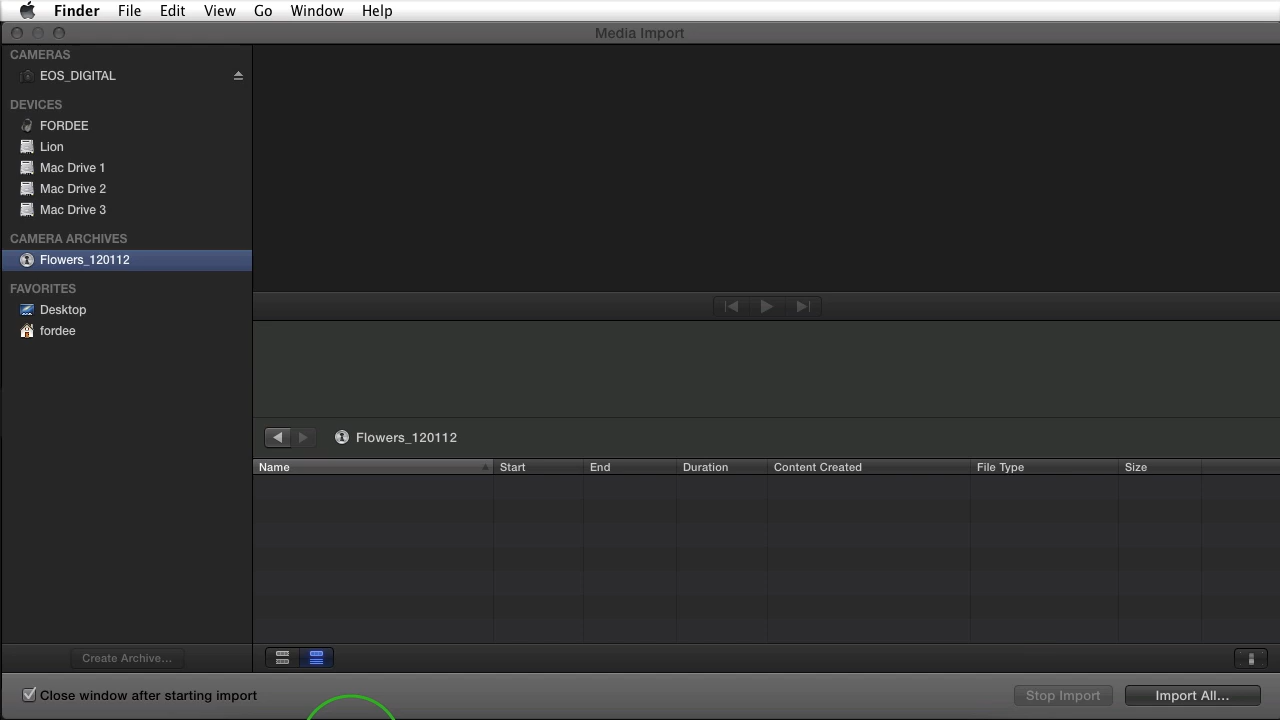 Finder File Edit View Go Window Help
Media Import
CAMERAS
EOS_DIGITAL
DEVICES
FORDEE
Lion
Mac Drive 1
Mac Drive 2
Mac Drive 3
CAMERA ARCHIVES
Flowers_120112
FAVORITES
Desktop
fordee
Flowers_120112
Name Start End Duration Content Created File Type Size
Create Archive...
Close window after starting import
Stop Import Import All...